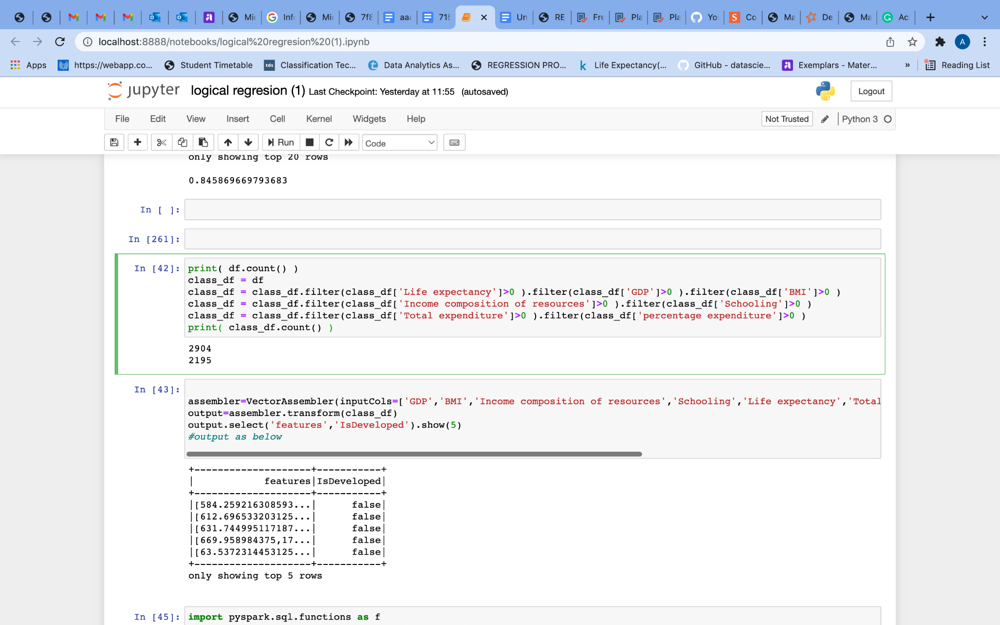 Mic
Inf
Mic
7f8
aaa
715
Un
RE
Fre
Pla
Pla
Yo
Co
Ma
De
Ma
Ac
localhost:8888/notebooks/logical%20regresion%20(1).ipynb
A
Apps
https://webapp.co...
Student Timetable
tds
Classification Tec...
Data Analytics As...
REGRESSION PRO...
Life Expectancy(...
GitHub - datascie...
Exemplars - Mater...
»
Reading List
jupyter
logical regresion (1) Last Checkpoint: Yesterday at 11:55 (autosaved)
Logout
File Edit View Insert Cell Kernel Widgets Help
Not Trusted
Python 3
Run
Code
only showing top 20 rows
0.845869669793683
In [ ]:
In [261]:
In [42]:
print( df.count() )
class_df = df
class_df = class_df.filter(class_df['Life expectancy']>0 ).filter(class_df['GDP']>0 ).filter(class_df['BMI']>0 )
class_df = class_df.filter(class_df['Income composition of resources']>0 ).filter(class_df['Schooling']>0 )
class_df = class_df.filter(class_df['Total expenditure']>0 ).filter(class_df['percentage expenditure']>0 )
print( class_df.count() )
2904
2195
In [43]:
assembler=VectorAssembler(inputCols=['GDP','BMI','Income composition of resources','Schooling','Life expectancy','Total
output=assembler.transform(class_df)
output.select('features','IsDeveloped').show(5)
#output as below
+--------------------+-----------+
|            features|IsDeveloped|
+--------------------+-----------+
|[584.259216308593...|      false|
|[612.696533203125...|      false|
|[631.744995117187...|      false|
|[669.958984375,17...|      false|
|[63.5372314453125...|      false|
+--------------------+-----------+
only showing top 5 rows
In [45]:
import pyspark.sql.functions as f